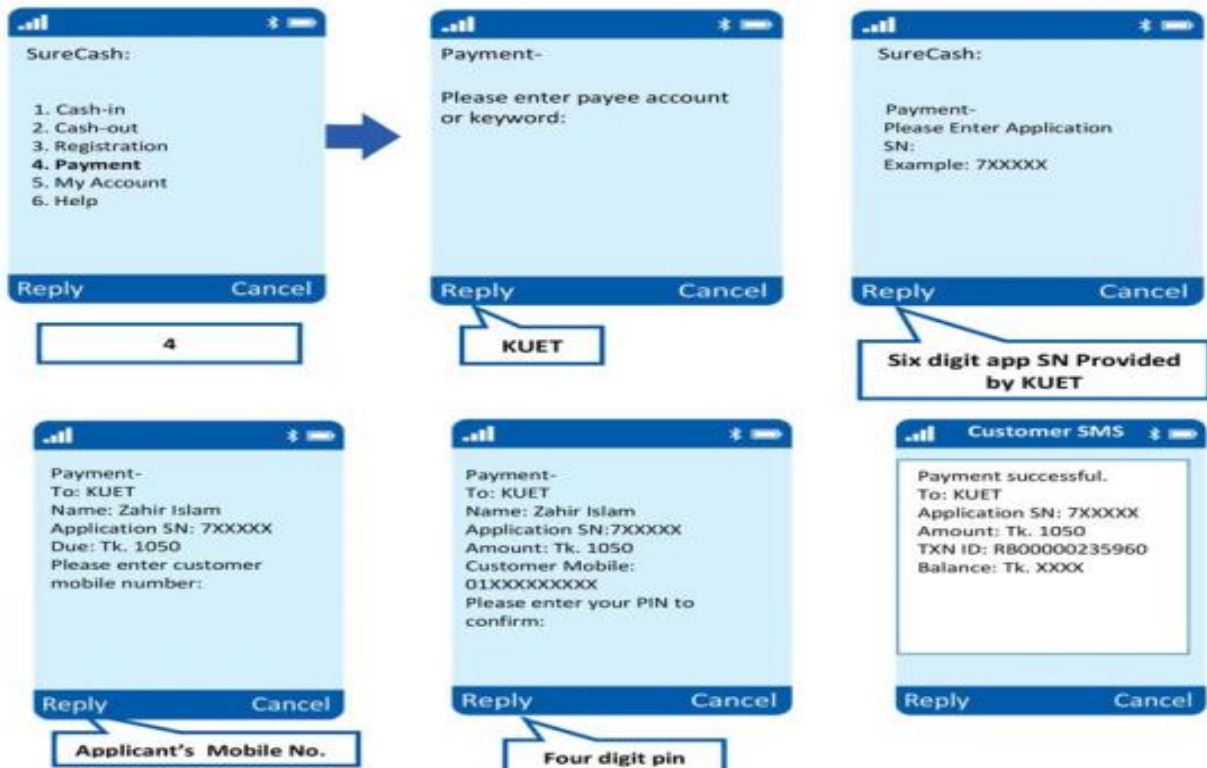 SureCash:
1. Cash-in
2. Cash-out
3. Registration
4. Payment
5. My Account
6. Help
Reply Cancel
4
Payment-
Please enter payee account
or keyword:
Reply Cancel
KUET
SureCash:
Payment-
Please Enter Application
SN:
Example: 7XXXXX
Reply Cancel
Six digit app SN Provided
by KUET
Payment-
To: KUET
Name: Zahir Islam
Application SN: 7XXXXX
Due: Tk. 1050
Please enter customer
mobile number:
Reply Cancel
Applicant's Mobile No.
Payment-
To: KUET
Name: Zahir Islam
Application SN:7XXXXX
Amount: Tk. 1050
Customer Mobile:
01XXXXXXXXX
Please enter your PIN to
confirm:
Reply Cancel
Four digit pin
Customer SMS
Payment successful.
To: KUET
Application SN: 7XXXXX
Amount: Tk. 1050
TXN ID: RB00000235960
Balance: Tk. XXXX
Reply Cancel